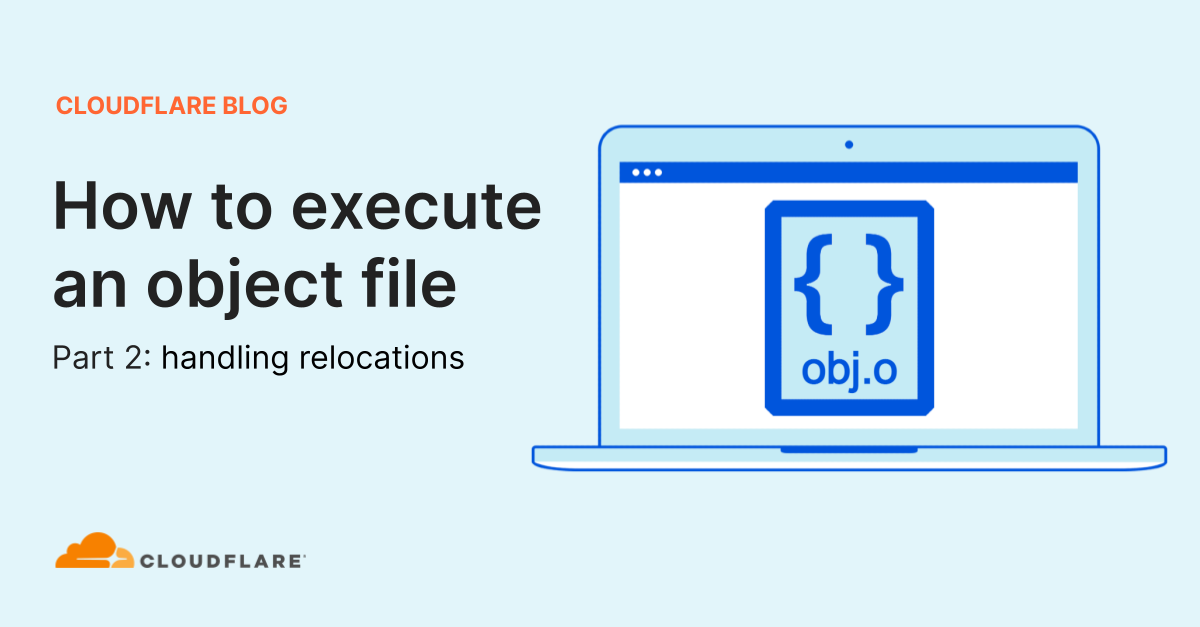 CLOUDFLARE BLOG
How to execute
an object file
Part 2: handling relocations
{ }
obj.o
CLOUDFLARE